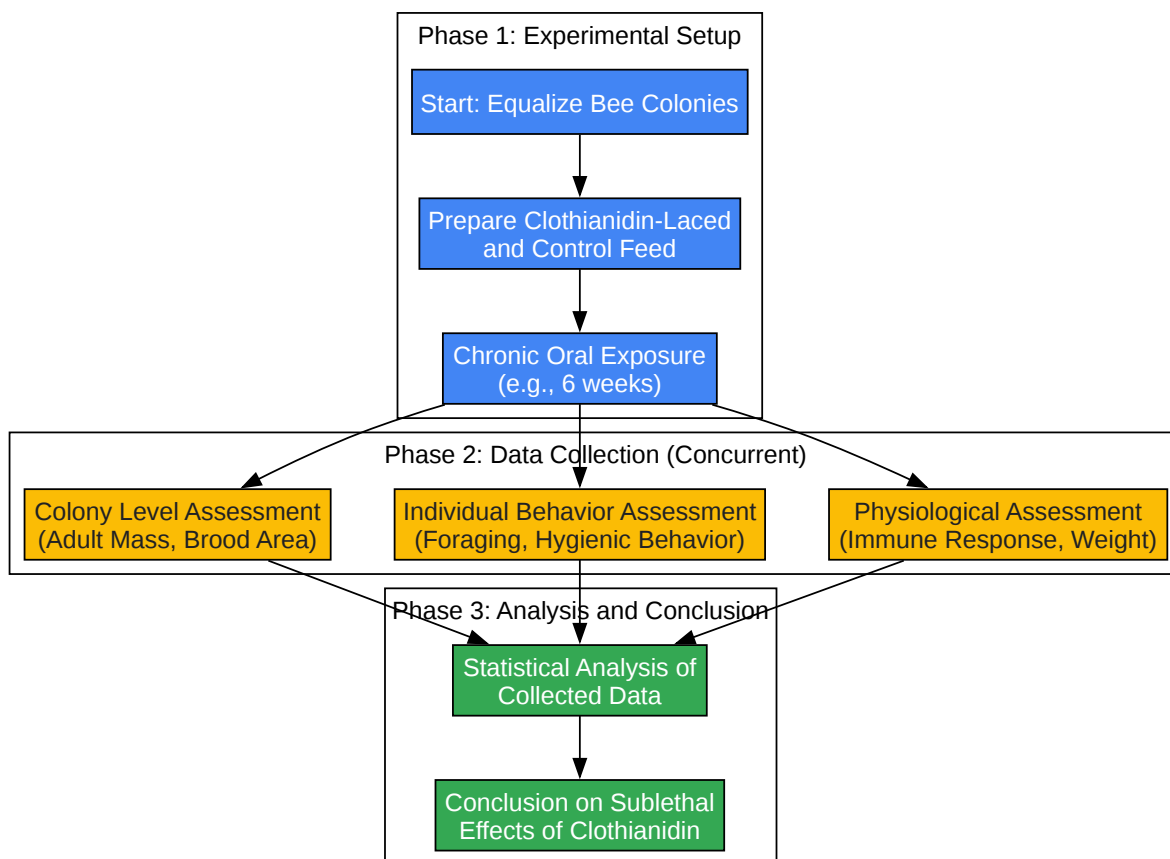 Phase 1: Experimental Setup
Start: Equalize Bee Colonies
Prepare Clothianidin-Laced
and Control Feed
Chronic Oral Exposure
(e.g., 6 weeks)
Phase 2: Data Collection (Concurrent)
Colony Level Assessment
(Adult Mass, Brood Area)
Individual Behavior Assessment
(Foraging, Hygienic Behavior)
Physiological Assessment
(Immune Response, Weight)
Phase 3: Analysis and Conclusion
Statistical Analysis of
Collected Data
Conclusion on Sublethal
Effects of Clothianidin